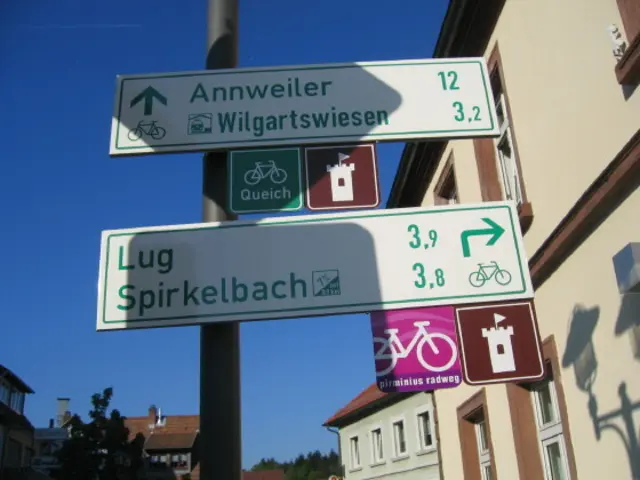 Annweiler 12
Wilgartswiesen 3,2
Queich
Lug 3,9
Spirkelbach 3,8
pirminius radweg